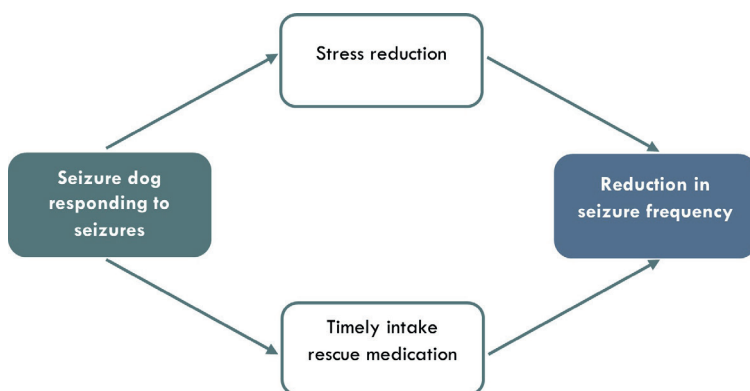 Stress reduction
Seizure dog
responding to
seizures
Reduction in
seizure frequency
Timely intake
rescue medication